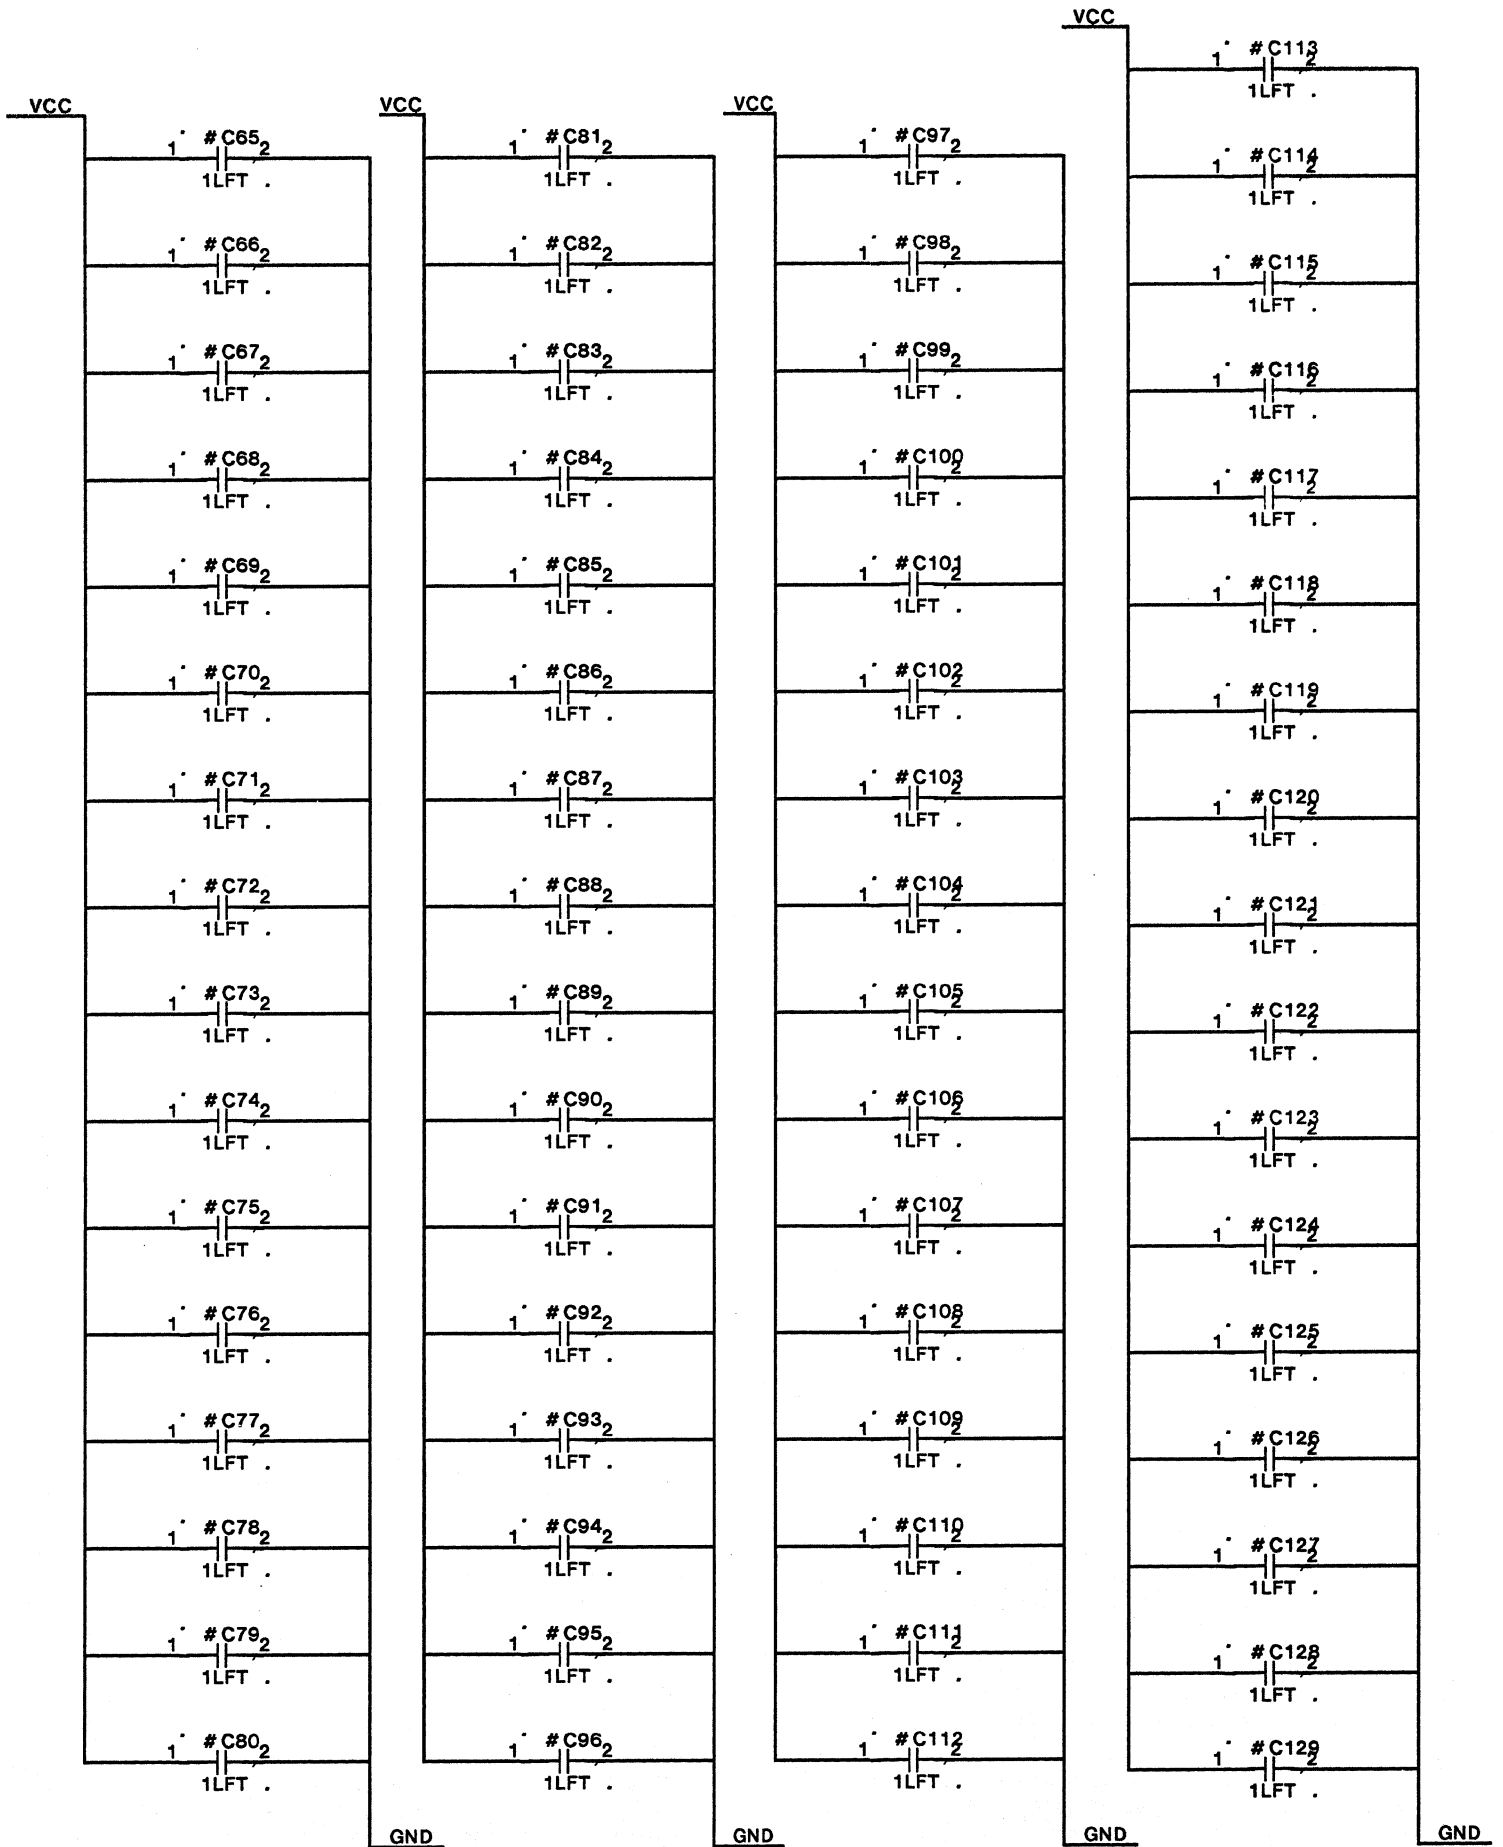 VCC
1 #C65 2
1LFT .
1 #C66 2
1LFT .
1 #C67 2
1LFT .
1 #C68 2
1LFT .
1 #C69 2
1LFT .
1 #C70 2
1LFT .
1 #C71 2
1LFT .
1 #C72 2
1LFT .
1 #C73 2
1LFT .
1 #C74 2
1LFT .
1 #C75 2
1LFT .
1 #C76 2
1LFT .
1 #C77 2
1LFT .
1 #C78 2
1LFT .
1 #C79 2
1LFT .
1 #C80 2
1LFT .
GND
VCC
1 #C81 2
1LFT .
1 #C82 2
1LFT .
1 #C83 2
1LFT .
1 #C84 2
1LFT .
1 #C85 2
1LFT .
1 #C86 2
1LFT .
1 #C87 2
1LFT .
1 #C88 2
1LFT .
1 #C89 2
1LFT .
1 #C90 2
1LFT .
1 #C91 2
1LFT .
1 #C92 2
1LFT .
1 #C93 2
1LFT .
1 #C94 2
1LFT .
1 #C95 2
1LFT .
1 #C96 2
1LFT .
GND
VCC
1 #C97 2
1LFT .
1 #C98 2
1LFT .
1 #C99 2
1LFT .
1 #C100 2
1LFT .
1 #C101 2
1LFT .
1 #C102 2
1LFT .
1 #C103 2
1LFT .
1 #C104 2
1LFT .
1 #C105 2
1LFT .
1 #C106 2
1LFT .
1 #C107 2
1LFT .
1 #C108 2
1LFT .
1 #C109 2
1LFT .
1 #C110 2
1LFT .
1 #C111 2
1LFT .
1 #C112 2
1LFT .
GND
VCC
1 #C113 2
1LFT .
1 #C114 2
1LFT .
1 #C115 2
1LFT .
1 #C116 2
1LFT .
1 #C117 2
1LFT .
1 #C118 2
1LFT .
1 #C119 2
1LFT .
1 #C120 2
1LFT .
1 #C121 2
1LFT .
1 #C122 2
1LFT .
1 #C123 2
1LFT .
1 #C124 2
1LFT .
1 #C125 2
1LFT .
1 #C126 2
1LFT .
1 #C127 2
1LFT .
1 #C128 2
1LFT .
1 #C129 2
1LFT .
GND